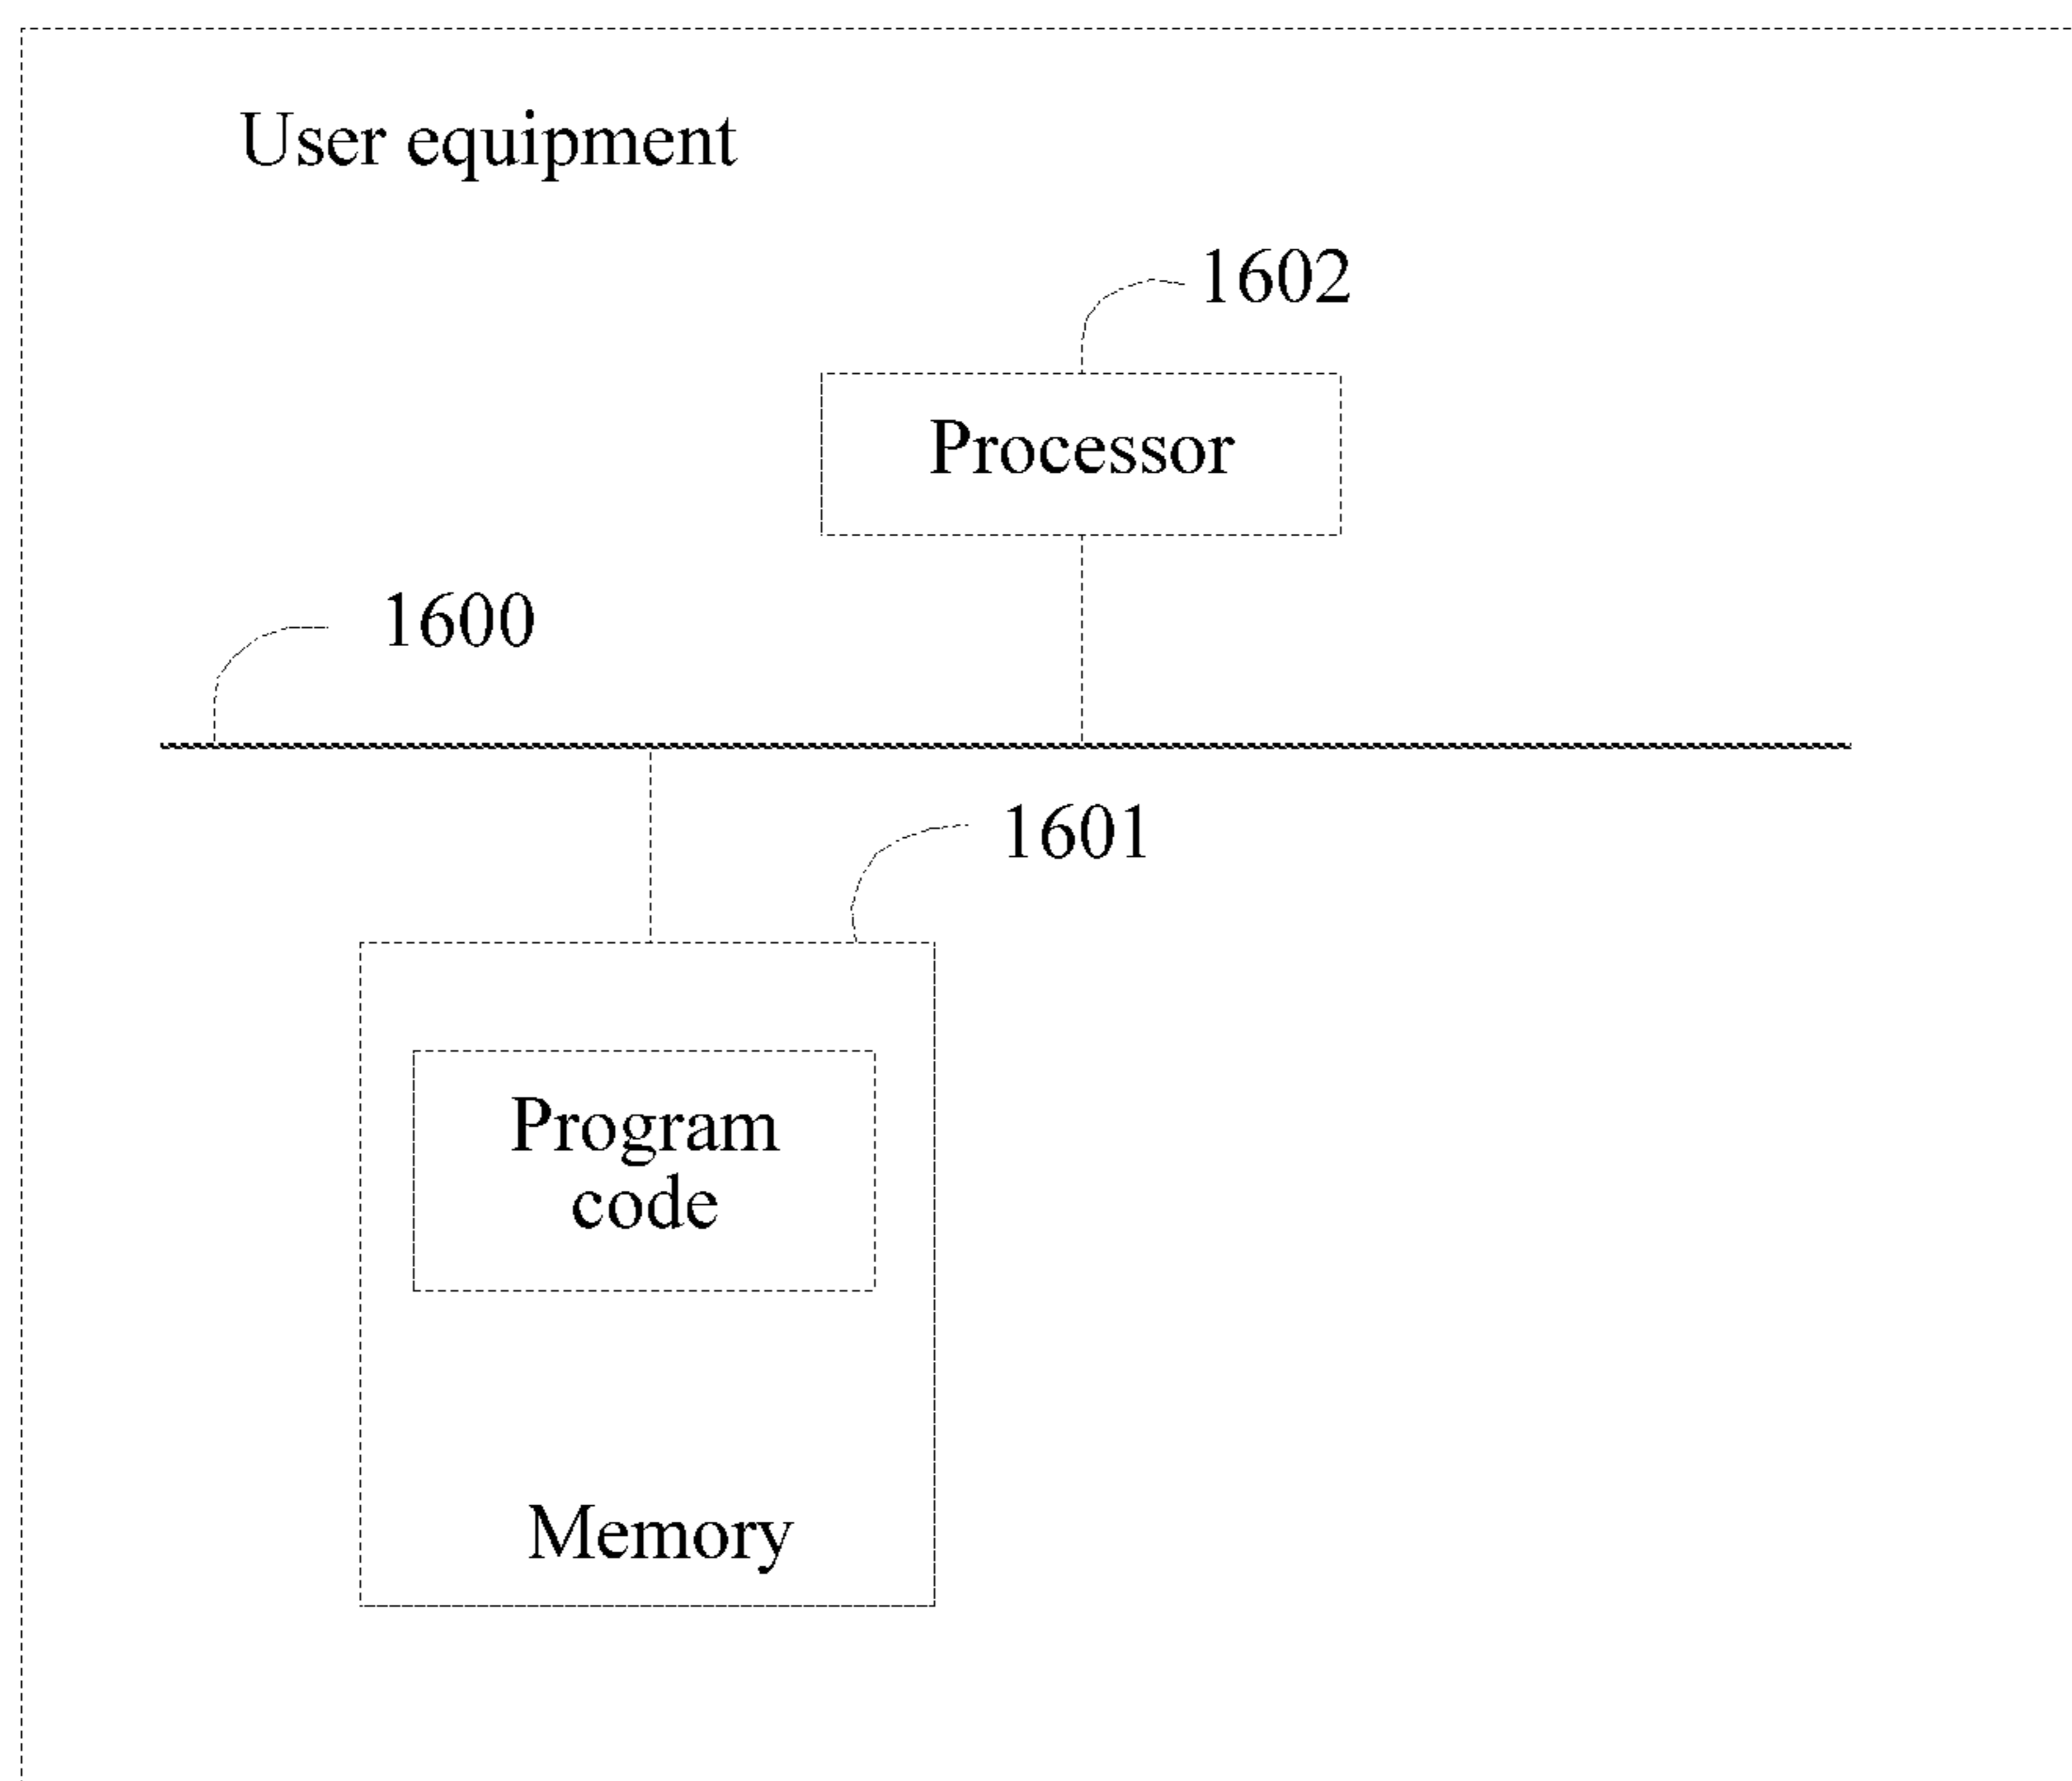 User equipment
1602
Processor
1600
1601
Program
code
Memory